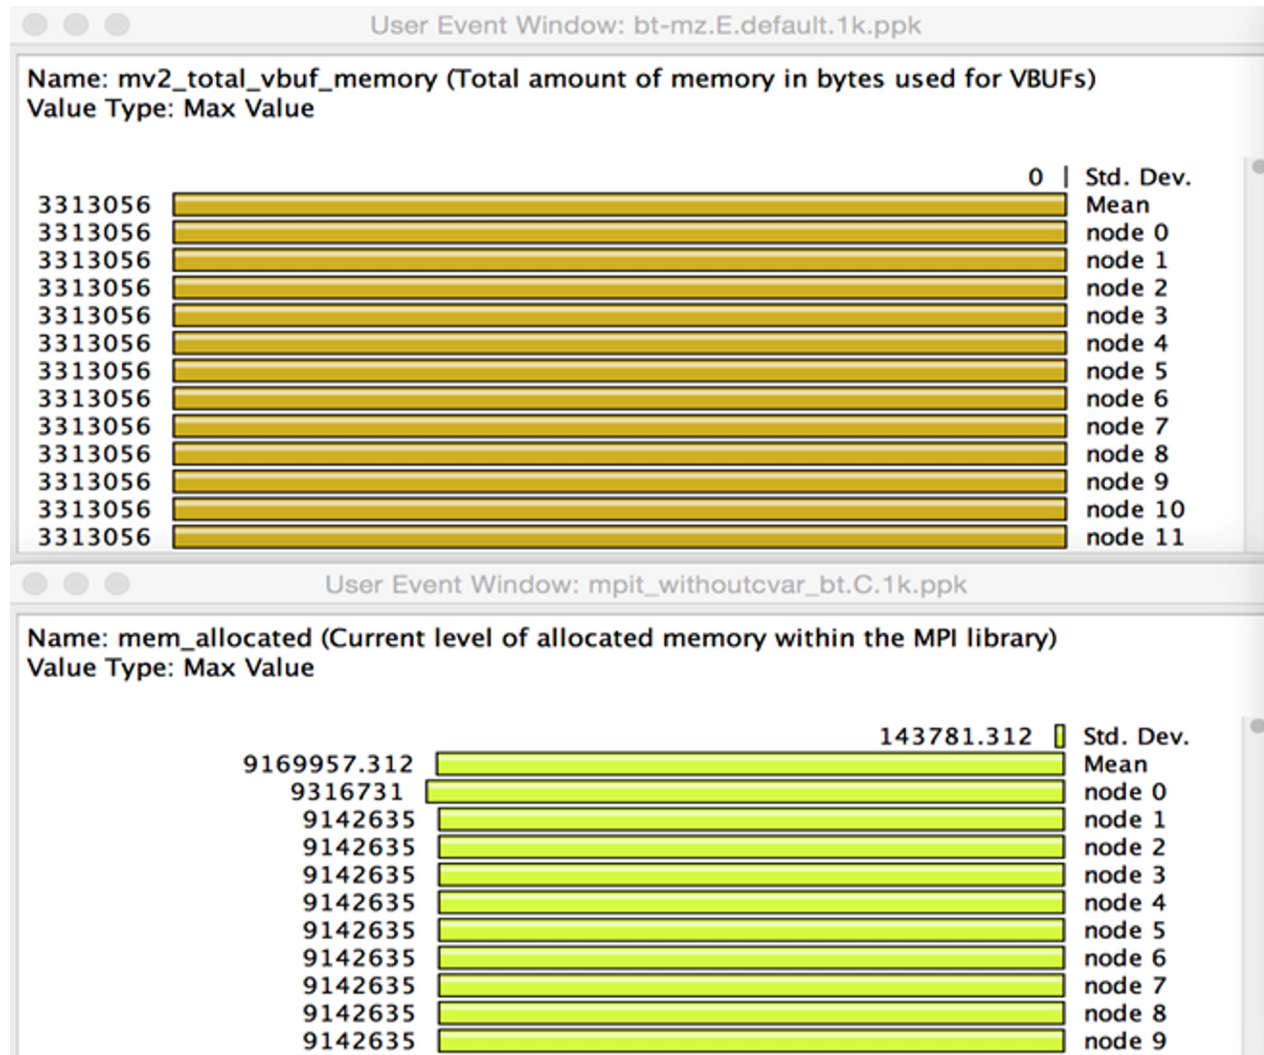 User Event Window: bt-mz.E.default.1k.ppk
Name: mv2_total_vbuf_memory (Total amount of memory in bytes used for VBUFs)
Value Type: Max Value
0 Std. Dev.
3313056 Mean
3313056 node 0
3313056 node 1
3313056 node 2
3313056 node 3
3313056 node 4
3313056 node 5
3313056 node 6
3313056 node 7
3313056 node 8
3313056 node 9
3313056 node 10
3313056 node 11
User Event Window: mpit_withoutcvar_bt.C.1k.ppk
Name: mem_allocated (Current level of allocated memory within the MPI library)
Value Type: Max Value
143781.312 Std. Dev.
9169957.312 Mean
9316731 node 0
9142635 node 1
9142635 node 2
9142635 node 3
9142635 node 4
9142635 node 5
9142635 node 6
9142635 node 7
9142635 node 8
9142635 node 9